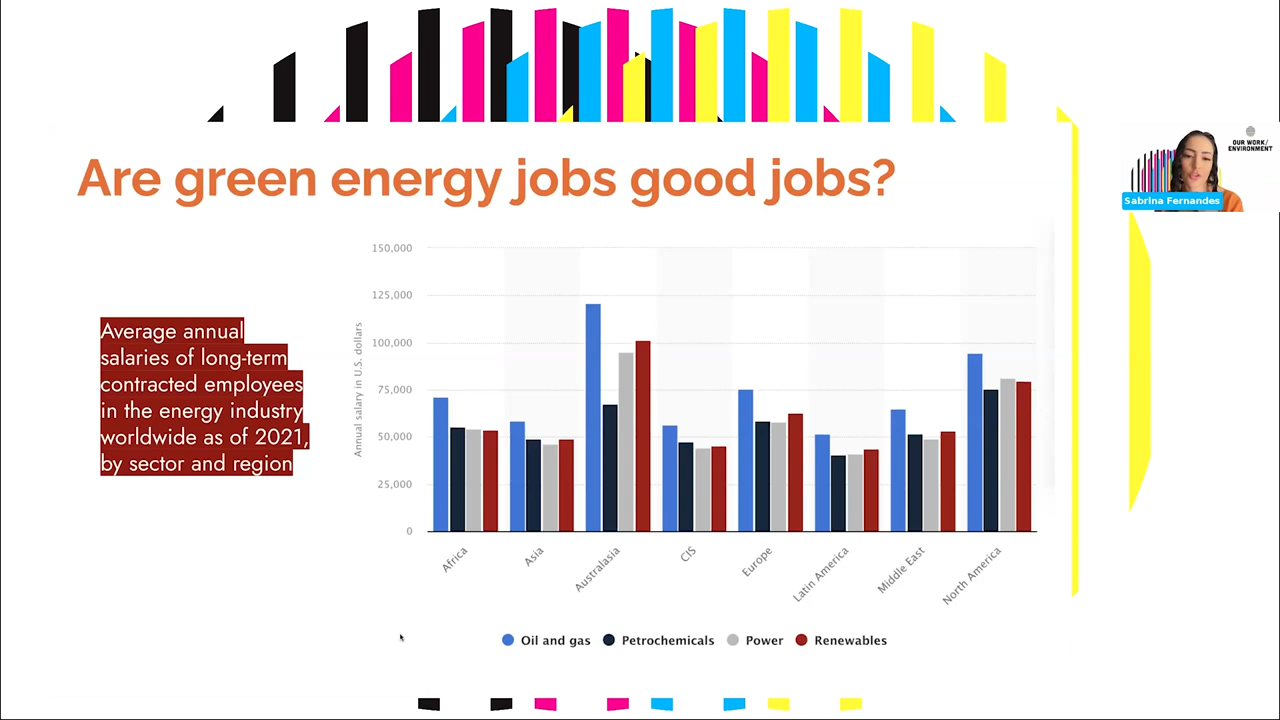 Are green energy jobs good jobs?
OUR WORK/
ENVIRONMENT
Sabrina Fernandes
Average annual
salaries of long-term
contracted employees
in the energy industry
worldwide as of 2021,
by sector and region
Annual salary in U.S. dollars
150,000
125,000
100,000
75,000
50,000
25,000
0
Africa
Asia
Australasia
CIS
Europe
Latin America
Middle East
North America
Oil and gas
Petrochemicals
Power
Renewables